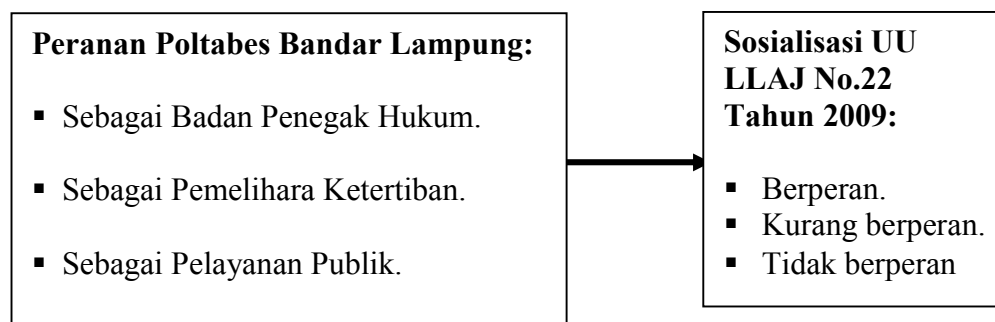 Peranan Poltabes Bandar Lampung:
▪ Sebagai Badan Penegak Hukum.
▪ Sebagai Pemelihara Ketertiban.
▪ Sebagai Pelayanan Publik.
Sosialisasi UU
LLAJ No.22
Tahun 2009:
▪ Berperan.
▪ Kurang berperan.
▪ Tidak berperan